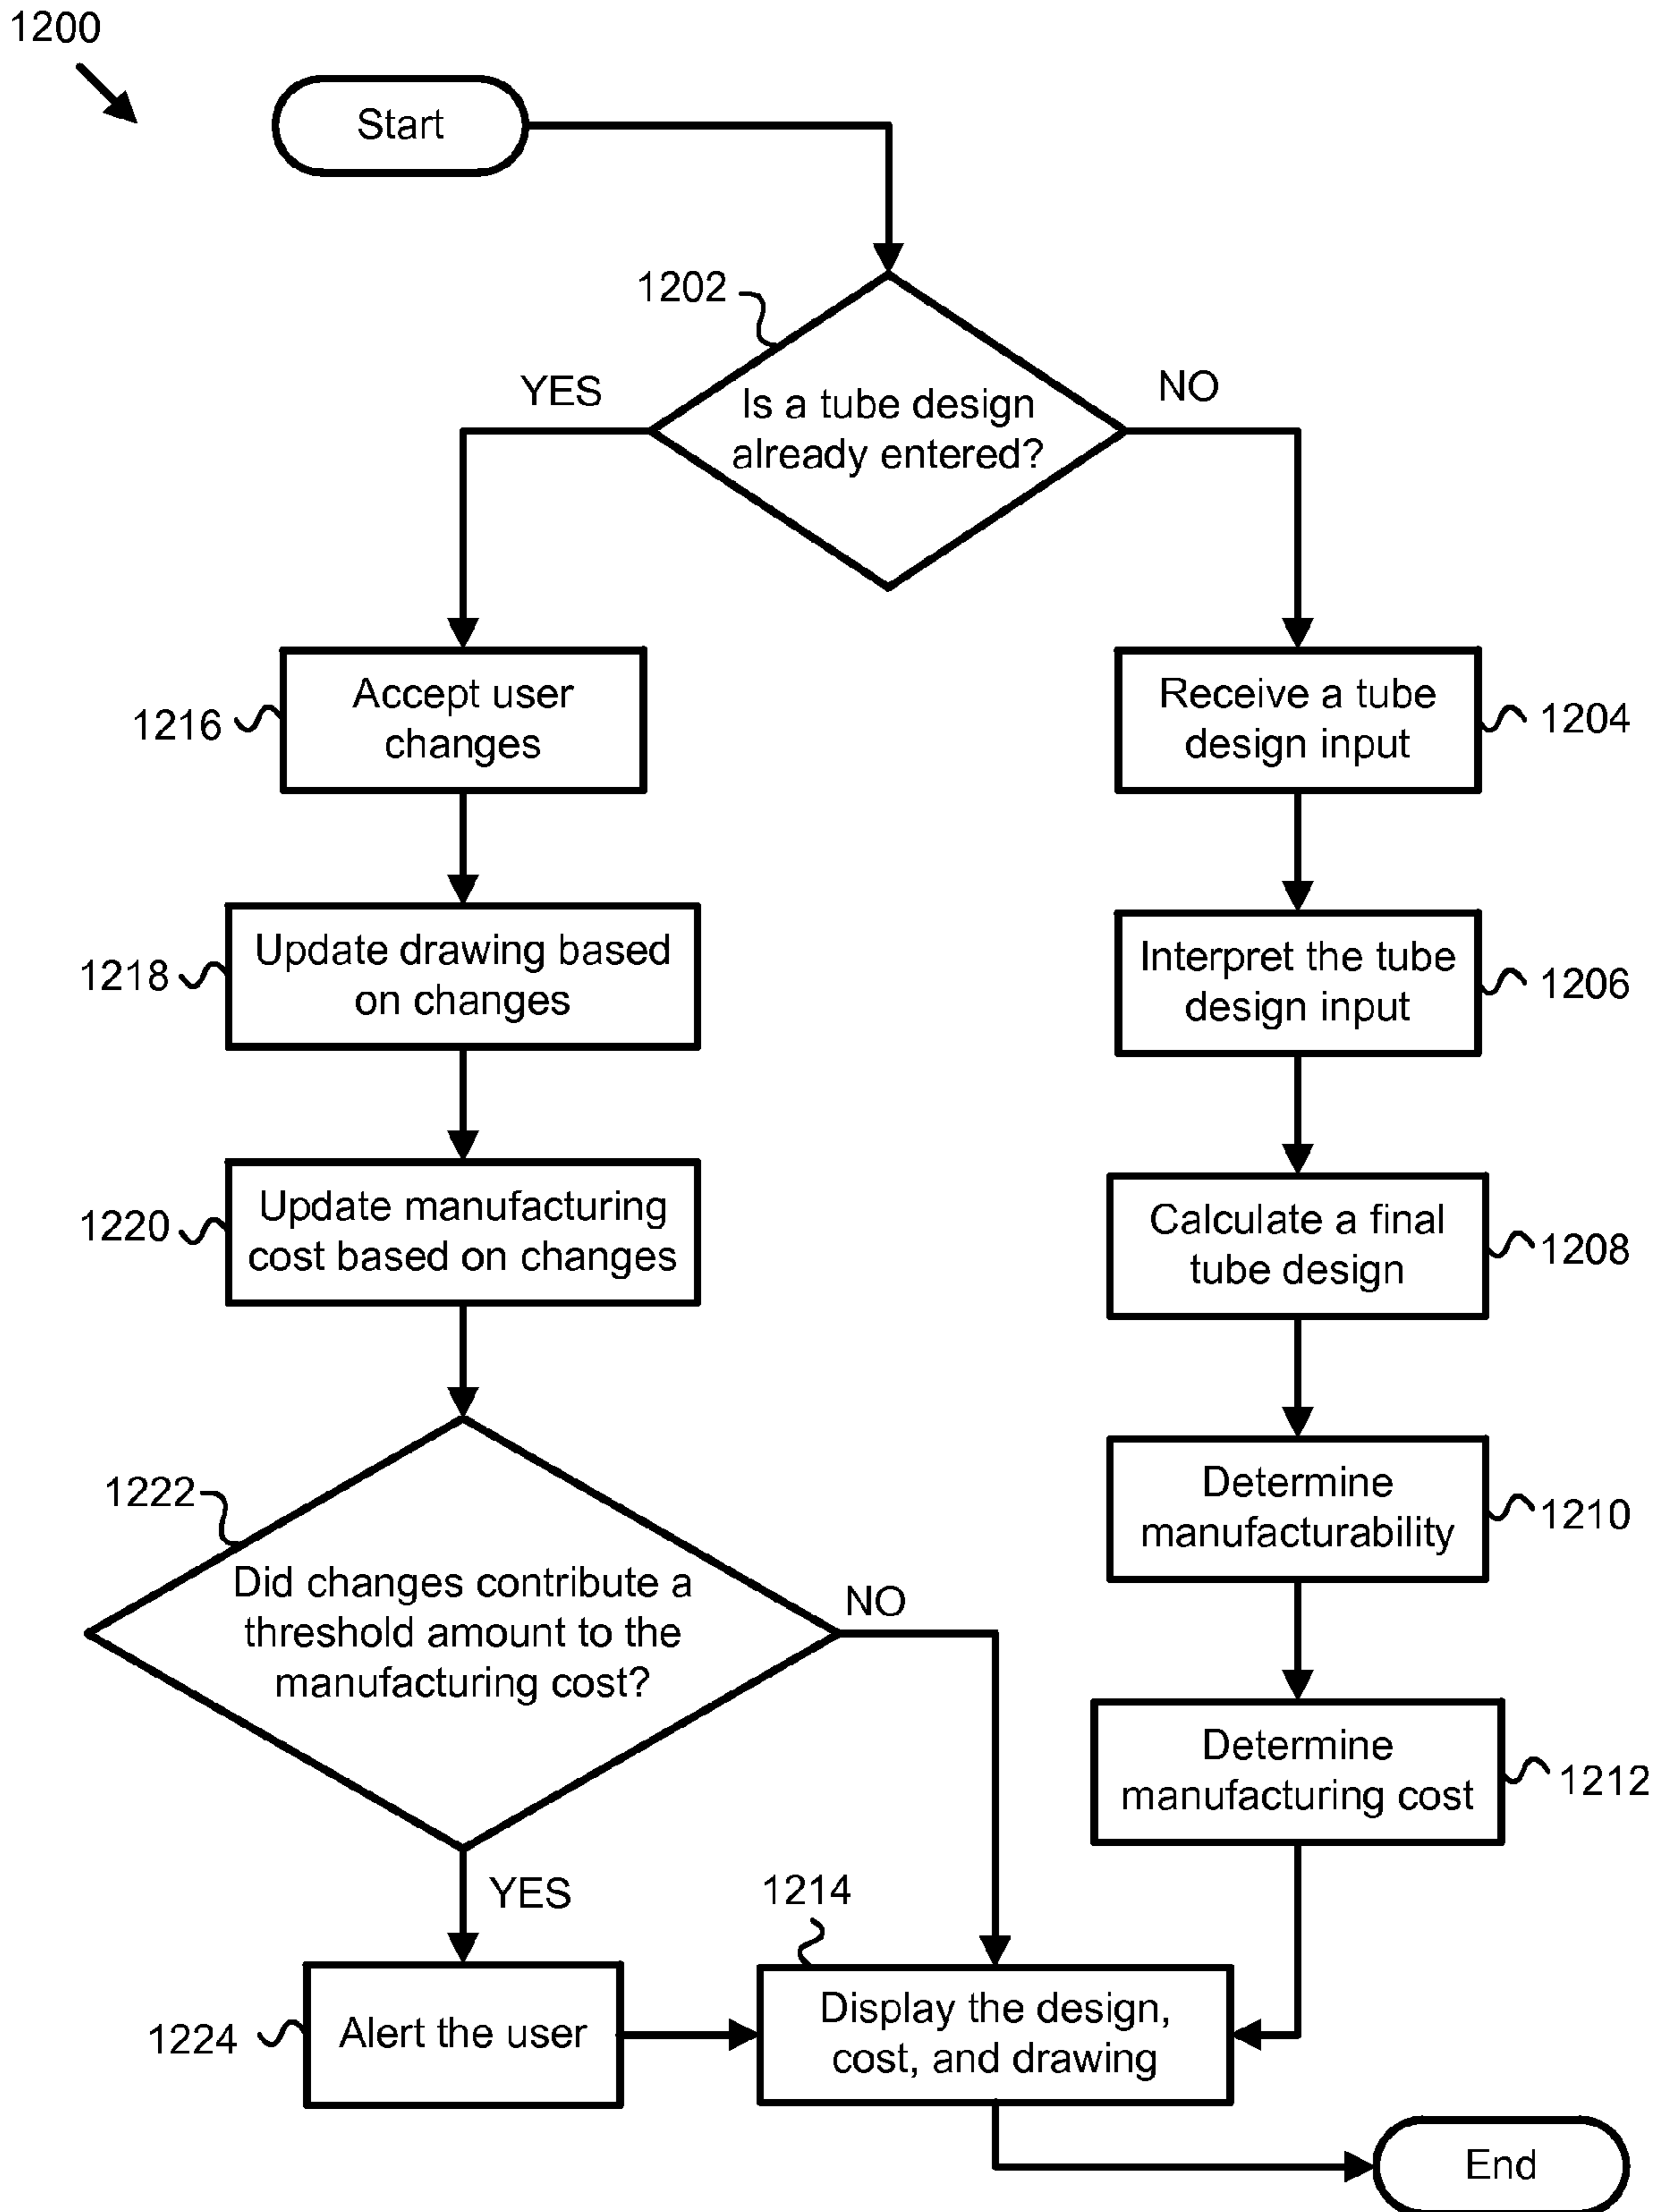 1200
Start
1202
YES
NO
Is a tube design
already entered?
Accept user
changes
1216
Receive a tube
design input
1204
Update drawing based
on changes
1218
Interpret the tube
design input
1206
Update manufacturing
cost based on changes
1220
Calculate a final
tube design
1208
1222
Did changes contribute a
threshold amount to the
manufacturing cost?
NO
YES
Determine
manufacturability
1210
Determine
manufacturing cost
1212
1214
1224
Alert the user
Display the design,
cost, and drawing
End